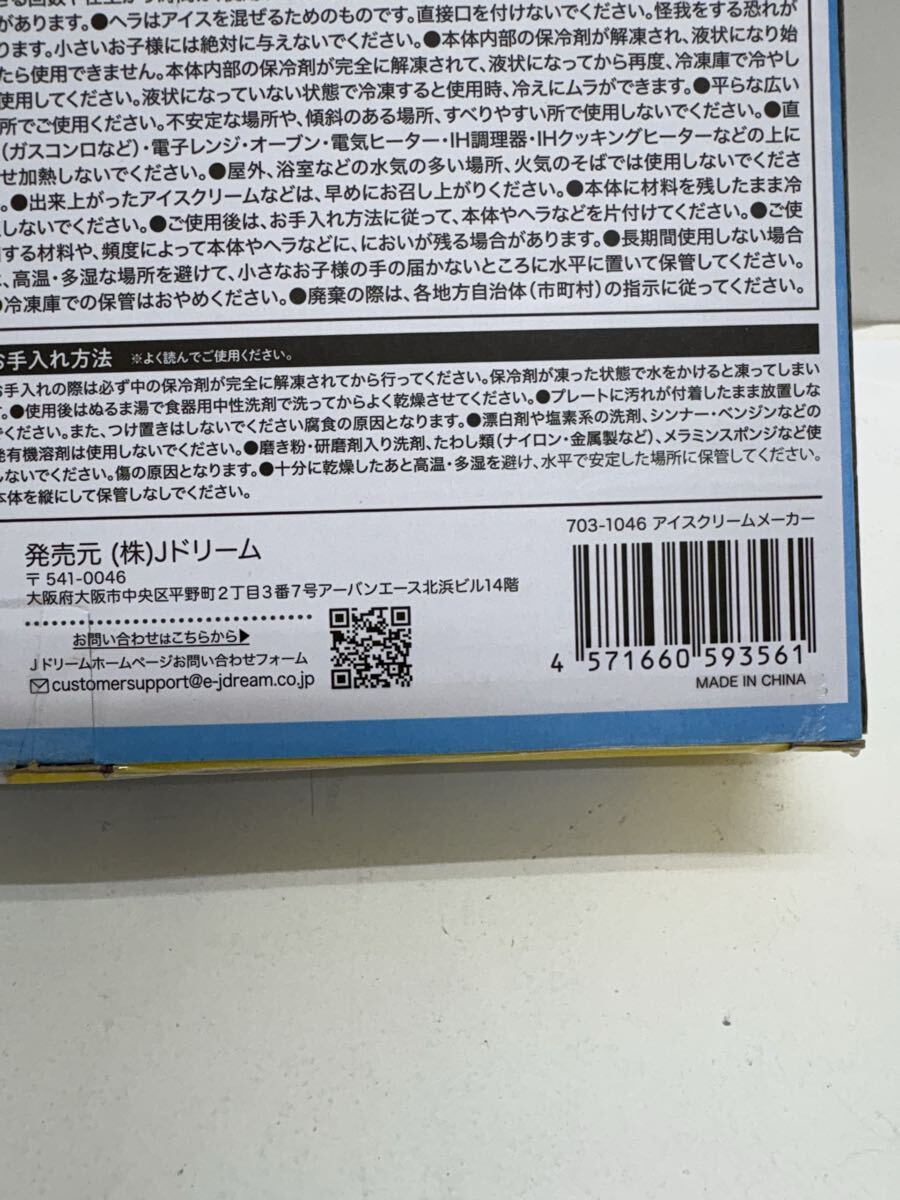 があります。●ヘラはアイスを混ぜるためのものです。直接口を付けないでください。怪我をする恐れが
ります。小さいお子様には絶対に与えないでください。●本体内部の保冷剤が解凍され、液状になり始
たら使用できません。本体内部の保冷剤が完全に解凍されて、液状になってから再度、冷凍庫で冷やし
使用してください。液状になっていない状態で冷凍すると使用時、冷えにムラができます。●平らな広い
所でご使用ください。不安定な場所や、傾斜のある場所、すべりやすい所で使用しないでください。●直
(ガスコンロなど)・電子レンジ・オーブン・電気ヒーター・IH調理器・IHクッキングヒーターなどの上に
せ加熱しないでください。●屋外、浴室などの水気の多い場所、火気のそばでは使用しないでくださ
。●出来上がったアイスクリームなどは、早めにお召し上がりください。●本体に材料を残したまま冷
しないでください。●ご使用後は、お手入れ方法に従って、本体やヘラなどを片付けてください。●ご使
する材料や、頻度によって本体やヘラなどに、においが残る場合があります。●長期間使用しない場合
、高温・多湿な場所を避けて、小さなお子様の手の届かないところに水平に置いて保管してください。
●冷凍庫での保管はおやめください。●廃棄の際は、各地方自治体(市町村)の指示に従ってください。
お手入れ方法 ※よく読んでご使用ください。
お手入れの際は必ず中の保冷剤が完全に解凍されてから行ってください。保冷剤が凍った状態で水をかけると凍ってしまい
す。●使用後はぬるま湯で食器用中性洗剤で洗ってからよく乾燥させてください。●プレートに汚れが付着したまま放置しな
でください。また、つけ置きはしないでください腐食の原因となります。●漂白剤や塩素系の洗剤、シンナー・ベンジンなどの
発有機溶剤は使用しないでください。●磨き粉・研磨剤入り洗剤、たわし類(ナイロン・金属製など)、メラミンスポンジなど使
しないでください。傷の原因となります。●十分に乾燥したあと高温・多湿を避け、水平で安定した場所に保管してください。
本体を縦にして保管しなしでください。
703-1046 アイスクリームメーカー
発売元 (株)Jドリーム
〒541-0046
大阪府大阪市中央区平野町2丁目3番7号アーバンエース北浜ビル14階
お問い合わせはこちらから▶
Jドリームホームページお問い合わせフォーム
customersupport@e-jdream.co.jp
4 571660 593561
MADE IN CHINA